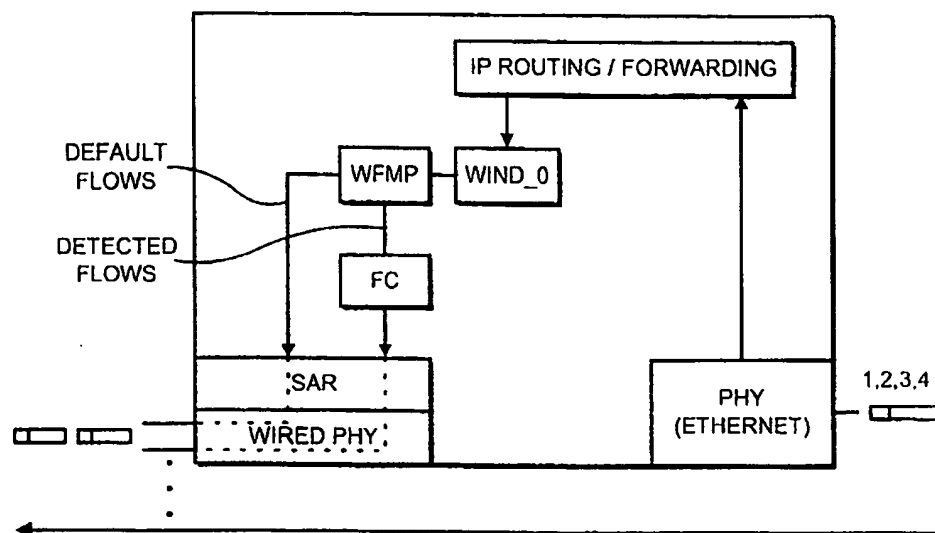 IP ROUTING / FORWARDING
DEFAULT
FLOWS
WFMP
WIND_0
DETECTED
FLOWS
FC
SAR
WIRED PHY
PHY
(ETHERNET)
1,2,3,4